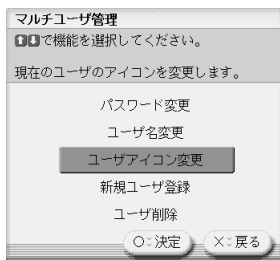 マルチユーザ管理
⬆⬇で機能を選択してください。
現在のユーザのアイコンを変更します。
パスワード変更
ユーザ名変更
ユーザアイコン変更
新規ユーザ登録
ユーザ削除
○:決定 ×:戻る